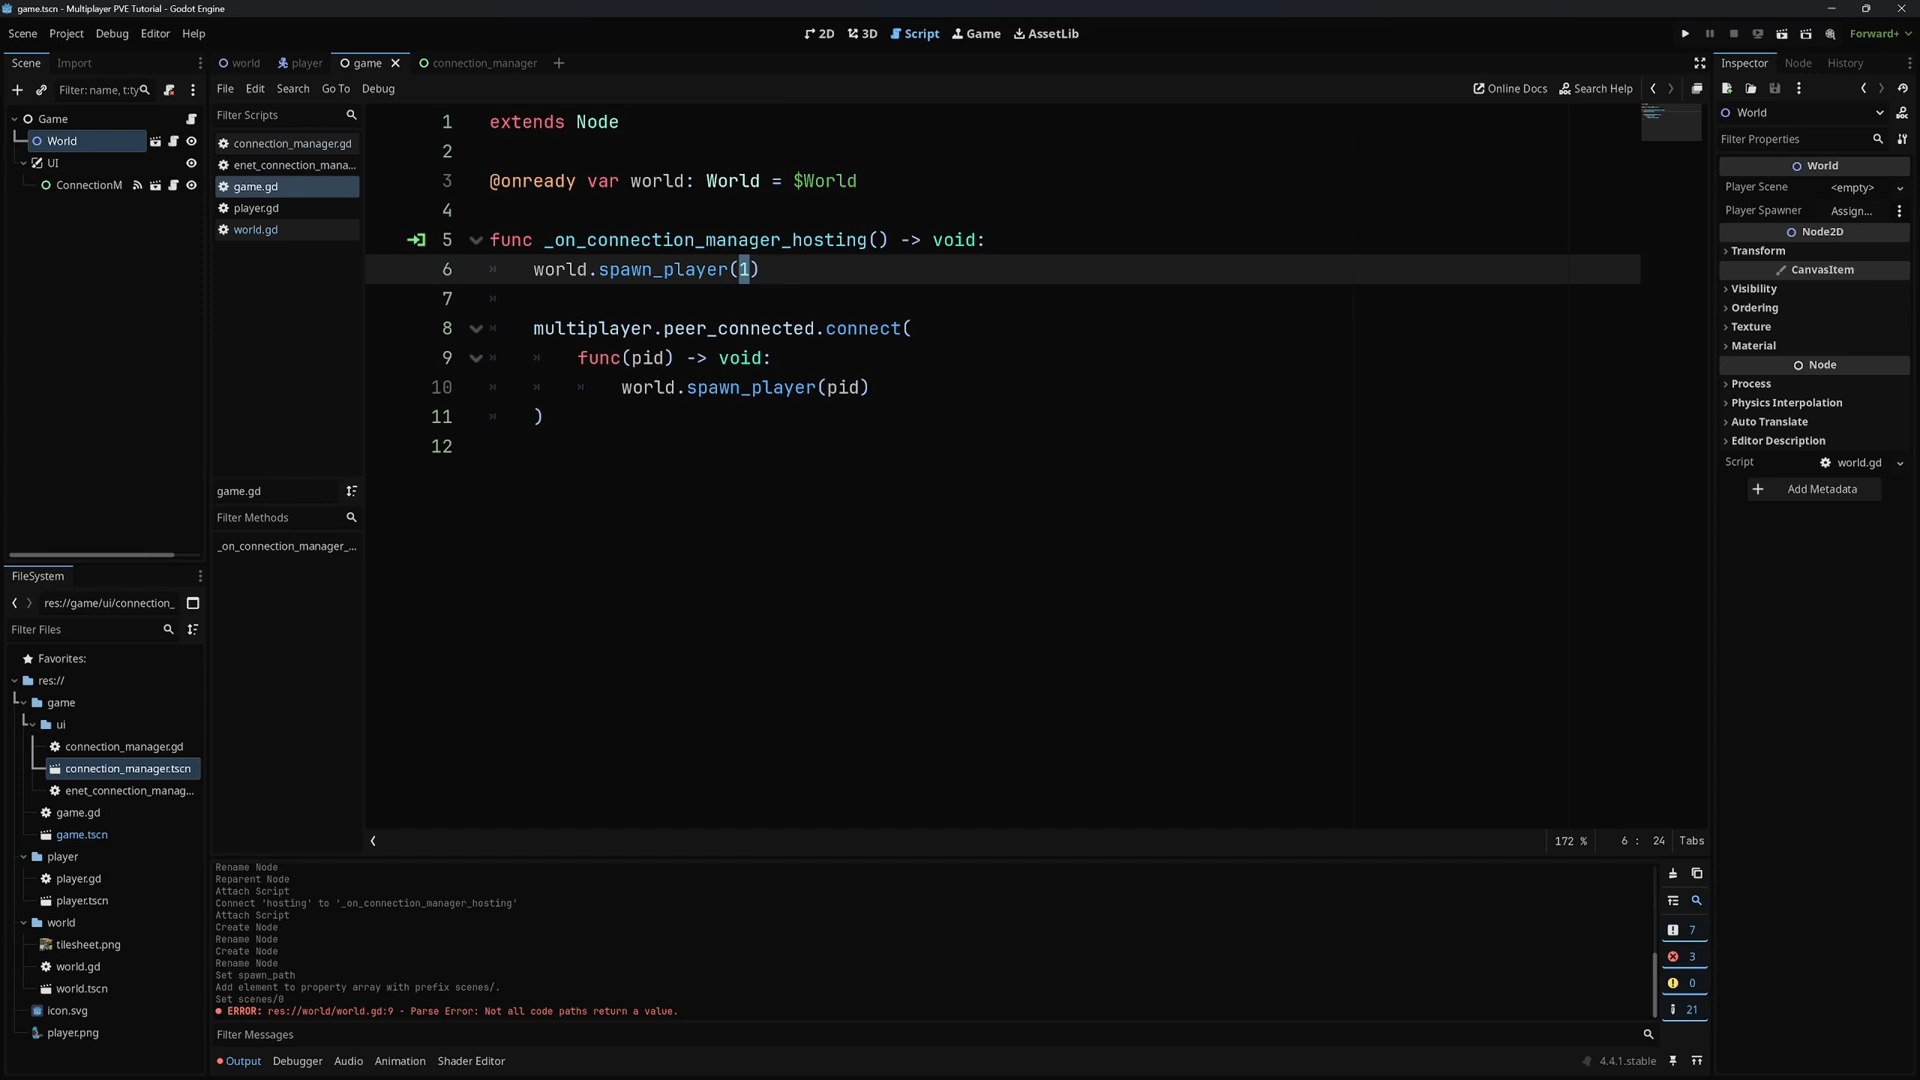 game.tscn - Multiplayer PVE Tutorial - Godot Engine
Scene Project Debug Editor Help
2D 3D Script Game AssetLib
Forward+
Scene Import
world player game connection_manager
Inspector Node History
Filter: name, t:ty
File Edit Search Go To Debug
Online Docs Search Help
Game
World
UI
ConnectionM
Filter Scripts
connection_manager.gd
enet_connection_mana...
game.gd
player.gd
world.gd
game.gd
Filter Methods
_on_connection_manager_...
1 extends Node
2
3 @onready var world: World = $World
4
5 func _on_connection_manager_hosting() -> void:
6 world.spawn_player(1)
7
8 multiplayer.peer_connected.connect(
9 func(pid) -> void:
10 world.spawn_player(pid)
11 )
12
172 % 6 : 24 Tabs
World
Filter Properties
World
Player Scene <empty>
Player Spawner Assign...
Node2D
Transform
CanvasItem
Visibility
Ordering
Texture
Material
Node
Process
Physics Interpolation
Auto Translate
Editor Description
Script world.gd
Add Metadata
FileSystem
res://game/ui/connection_
Filter Files
Favorites:
res://
game
ui
connection_manager.gd
connection_manager.tscn
enet_connection_manag...
game.gd
game.tscn
player
player.gd
player.tscn
world
tilesheet.png
world.gd
world.tscn
icon.svg
player.png
Rename Node
Reparent Node
Attach Script
Connect 'hosting' to '_on_connection_manager_hosting'
Attach Script
Create Node
Rename Node
Create Node
Rename Node
Set spawn_path
Add element to property array with prefix scenes/.
Set scenes/0
ERROR: res://world/world.gd:9 - Parse Error: Not all code paths return a value.
7
3
0
21
Filter Messages
Output Debugger Audio Animation Shader Editor
4.4.1.stable